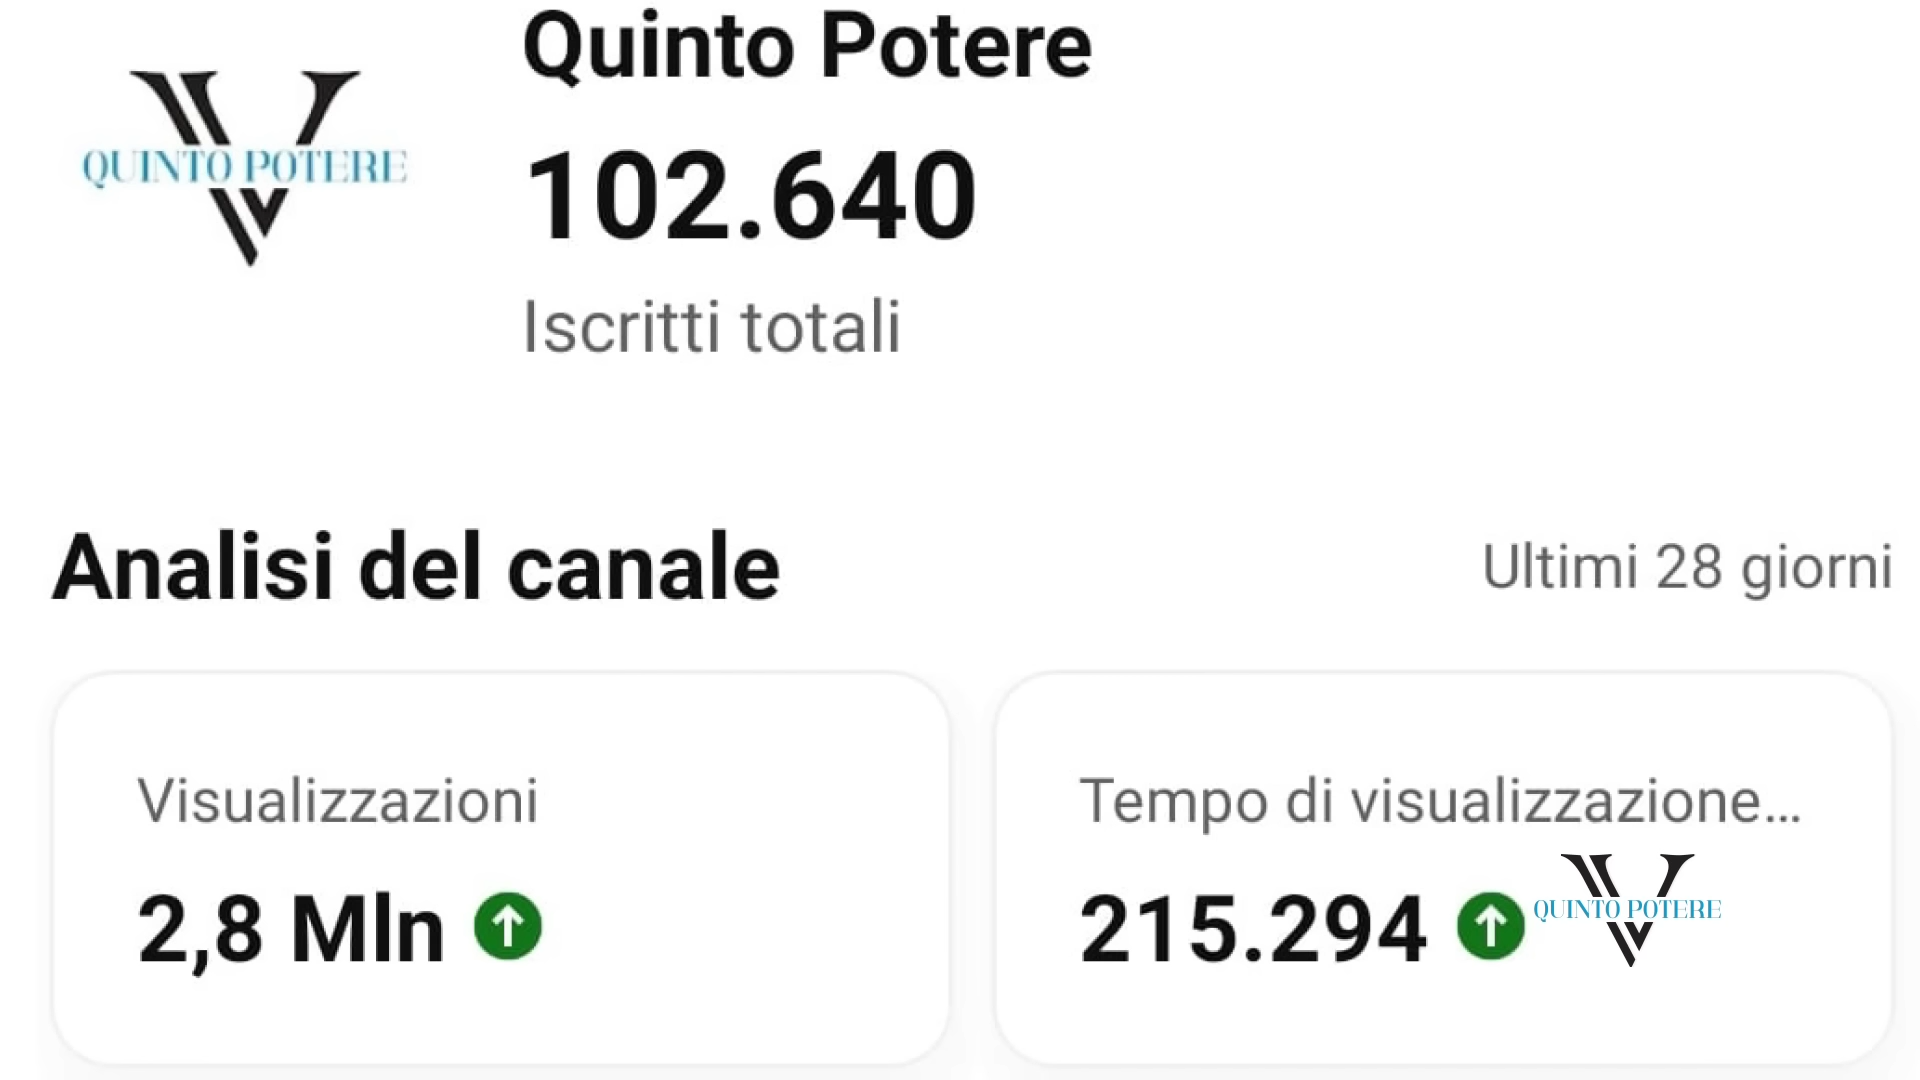 Quinto Potere
QUINTO POTERE
102.640
Iscritti totali
Analisi del canale
Ultimi 28 giorni
Visualizzazioni
2,8 Mln
Tempo di visualizzazione...
215.294
QUINTO POTERE